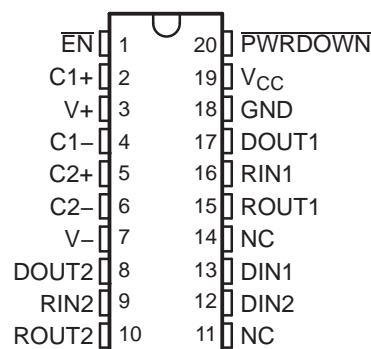 EN 1 20 PWRDOWN
C1+ 2 19 VCC
V+ 3 18 GND
C1− 4 17 DOUT1
C2+ 5 16 RIN1
C2− 6 15 ROUT1
V− 7 14 NC
DOUT2 8 13 DIN1
RIN2 9 12 DIN2
ROUT2 10 11 NC